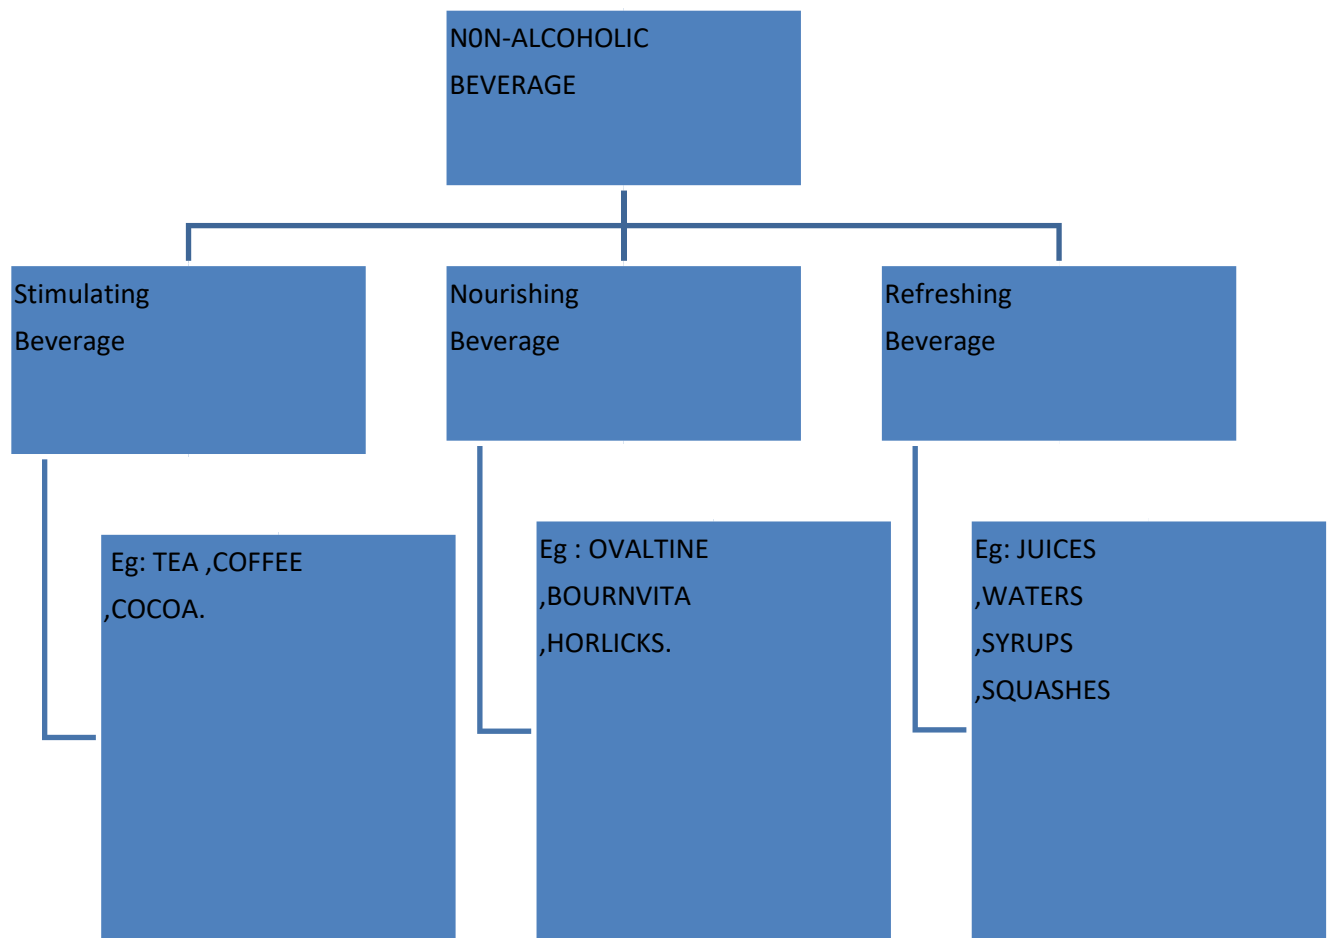 N0N-ALCOHOLIC
BEVERAGE
Stimulating
Beverage
Nourishing
Beverage
Refreshing
Beverage
Eg: TEA ,COFFEE
,COCOA.
Eg : OVALTINE
,BOURNVITA
,HORLICKS.
Eg: JUICES
,WATERS
,SYRUPS
,SQUASHES